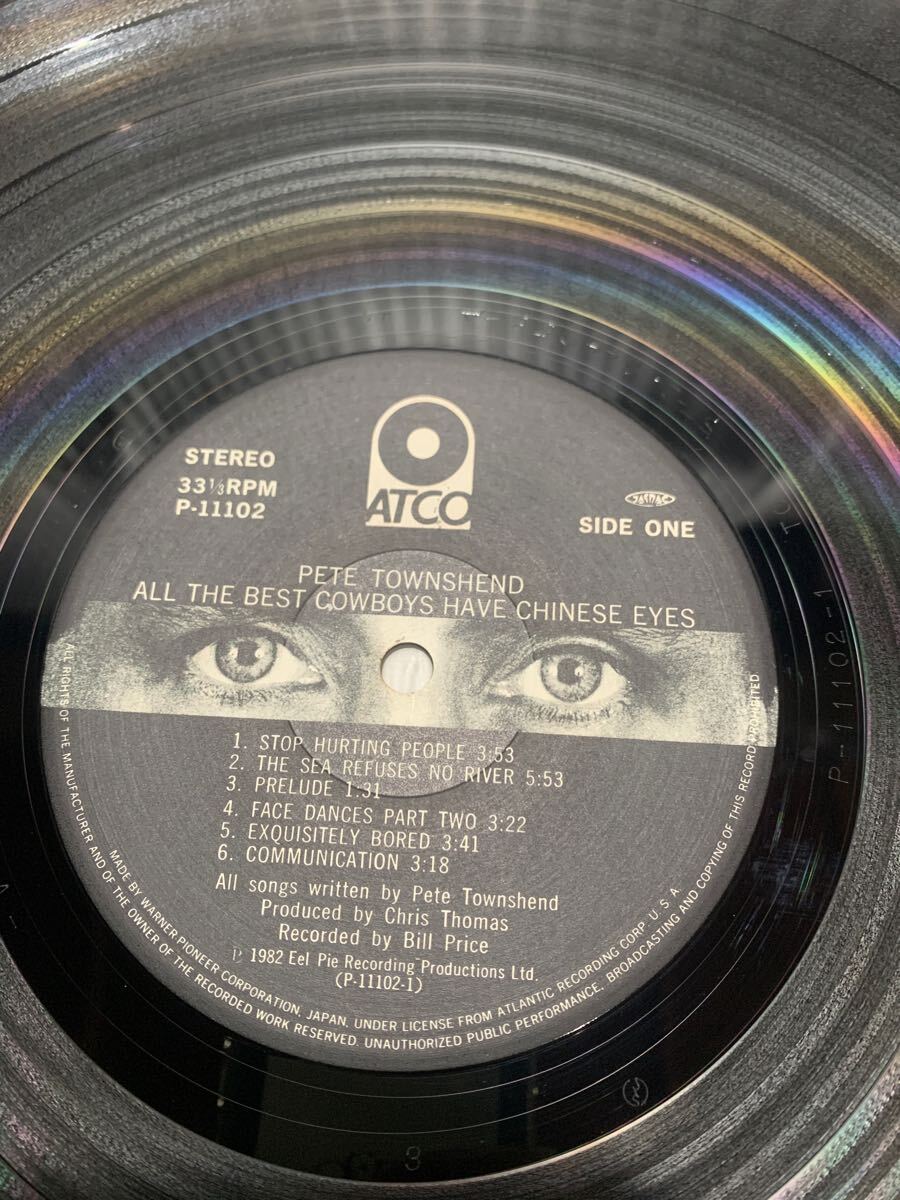 ATCO
STEREO
33⅓RPM
P-11102
JASRAC
SIDE ONE
PETE TOWNSHEND
ALL THE BEST COWBOYS HAVE CHINESE EYES
1. STOP HURTING PEOPLE 3:53
2. THE SEA REFUSES NO RIVER 5:53
3. PRELUDE 1:31
4. FACE DANCES PART TWO 3:22
5. EXQUISITELY BORED 3:41
6. COMMUNICATION 3:18
All songs written by Pete Townshend
Produced by Chris Thomas
Recorded by Bill Price
℗ 1982 Eel Pie Recording Productions Ltd.
(P-11102-1)
MADE BY WARNER-PIONEER CORPORATION, JAPAN, UNDER LICENSE FROM ATLANTIC RECORDING CORP. U.S.A.
ALL RIGHTS OF THE MANUFACTURER AND OF THE OWNER OF THE RECORDED WORK RESERVED. UNAUTHORIZED PUBLIC PERFORMANCE, BROADCASTING AND COPYING OF THIS RECORD PROHIBITED
P-11102-1
3